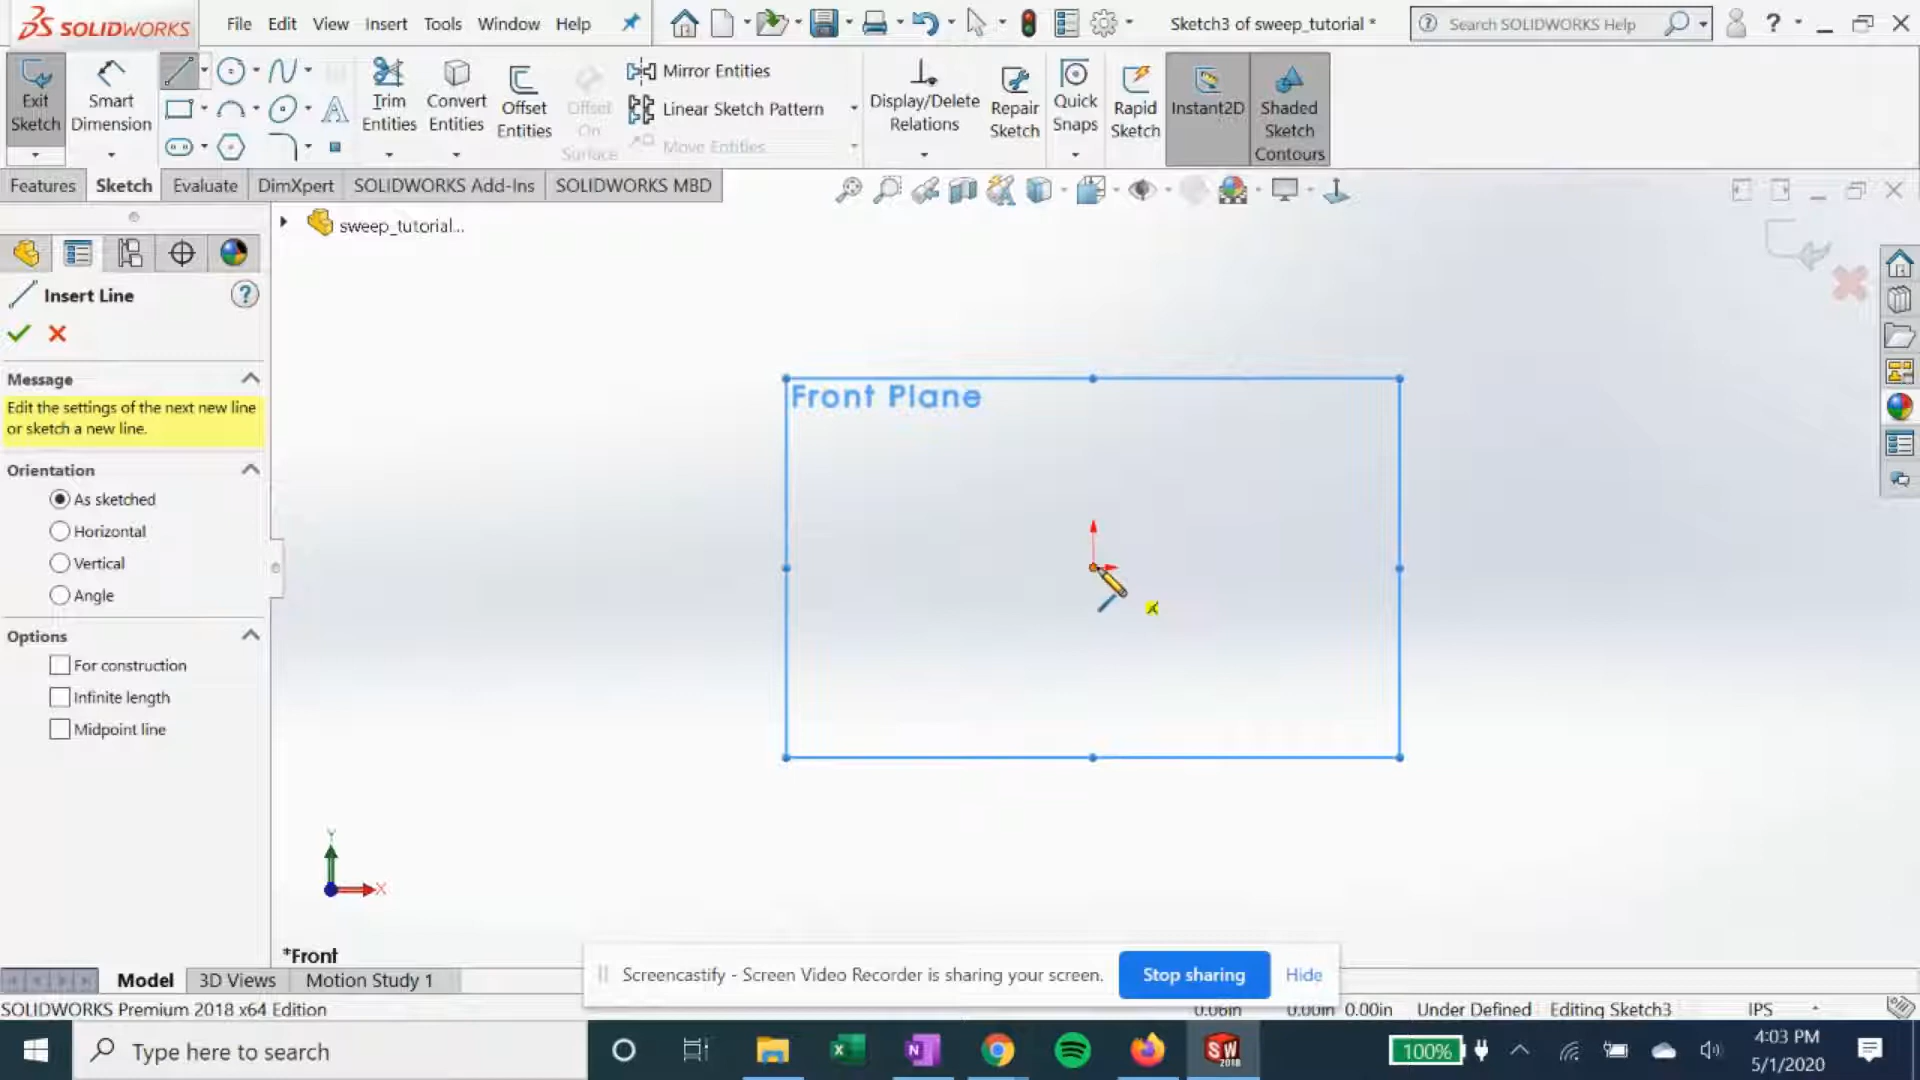 SOLIDWORKS
File Edit View Insert Tools Window Help
Sketch3 of sweep_tutorial *
Search SOLIDWORKS Help
?
Exit Sketch
Smart Dimension
Trim Entities
Convert Entities
Offset Entities
Offset On Surface
Mirror Entities
Linear Sketch Pattern
Move Entities
Display/Delete Relations
Repair Sketch
Quick Snaps
Rapid Sketch
Instant2D
Shaded Sketch Contours
Features Sketch Evaluate DimXpert SOLIDWORKS Add-Ins SOLIDWORKS MBD
sweep_tutorial...
Insert Line
?
Message
Edit the settings of the next new line
or sketch a new line.
Orientation
As sketched
Horizontal
Vertical
Angle
Options
For construction
Infinite length
Midpoint line
Front Plane
Y
X
*Front
Model 3D Views Motion Study 1
Screencastify - Screen Video Recorder is sharing your screen. Stop sharing Hide
SOLIDWORKS Premium 2018 x64 Edition
0.06in 0.00in 0.00in Under Defined Editing Sketch3 IPS
Type here to search
SW
2018
100%
4:03 PM
5/1/2020